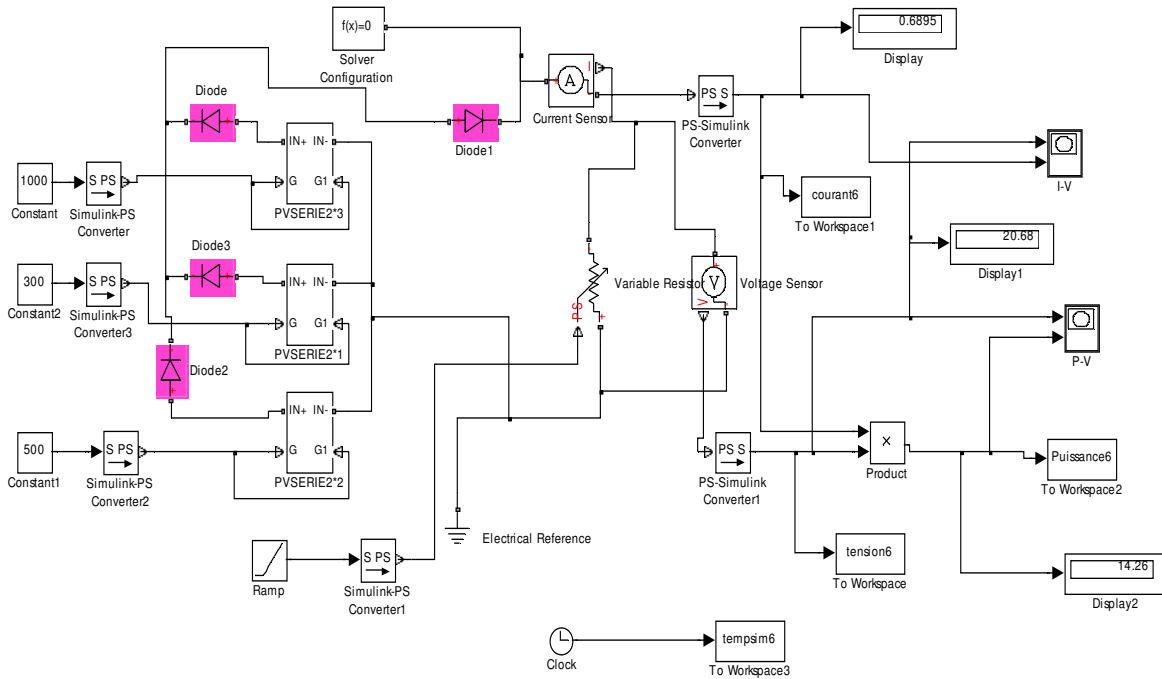 f(x)=0
Solver
Configuration
0.6895
Display
A
+
-
I
Current Sensor
PS S
PS-Simulink
Converter
Diode
+
Diode1
IN+ IN-
G G1
PVSERIE2*3
1000
Constant
S PS
Simulink-PS
Converter
I-V
courant6
To Workspace1
20.68
Display1
Diode3
IN+ IN-
G G1
PVSERIE2*1
300
Constant2
S PS
Simulink-PS
Converter3
Variable Resistor
PS
+
-
V
V
+
-
Voltage Sensor
P-V
Diode2
IN+ IN-
G G1
PVSERIE2*2
500
Constant1
S PS
Simulink-PS
Converter2
PS S
PS-Simulink
Converter1
×
Product
Puissance6
To Workspace2
Electrical Reference
Ramp
S PS
Simulink-PS
Converter1
tension6
To Workspace
14.26
Display2
Clock
tempsim6
To Workspace3